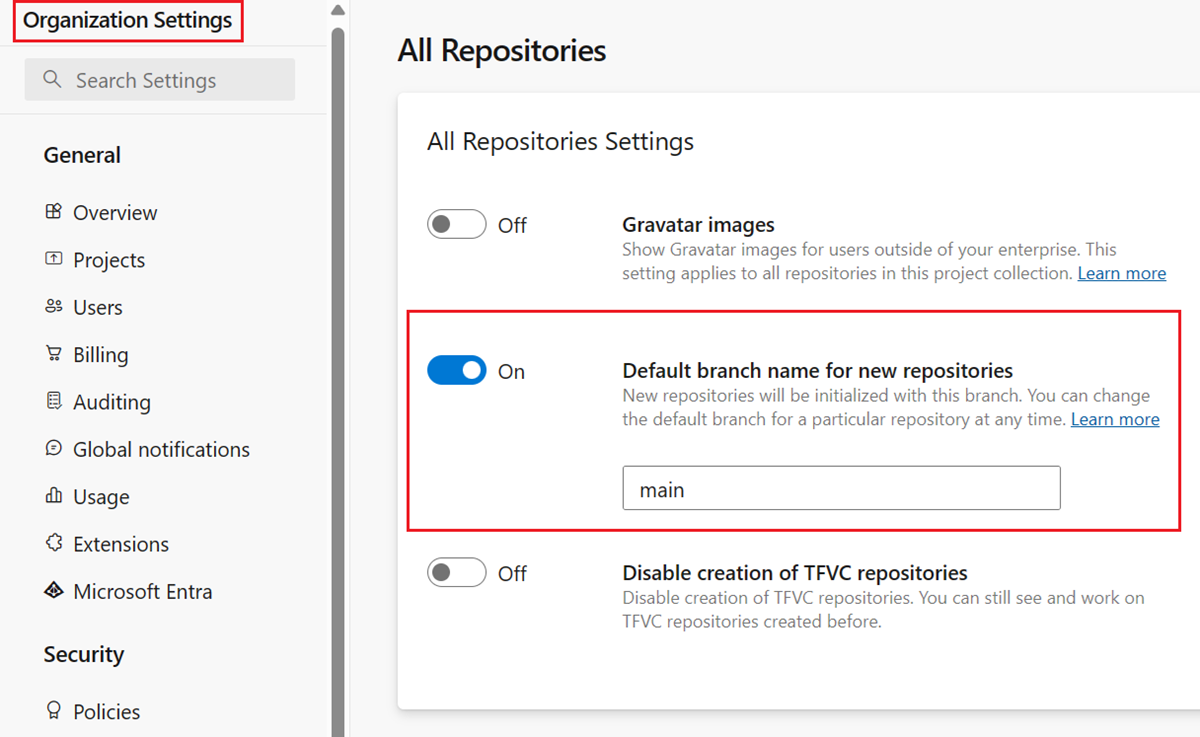 Organization Settings
Search Settings
General
Overview
Projects
Users
Billing
Auditing
Global notifications
Usage
Extensions
Microsoft Entra
Security
Policies
All Repositories
All Repositories Settings
Off
Gravatar images
Show Gravatar images for users outside of your enterprise. This
setting applies to all repositories in this project collection. Learn more
On
Default branch name for new repositories
New repositories will be initialized with this branch. You can change
the default branch for a particular repository at any time. Learn more
main
Off
Disable creation of TFVC repositories
Disable creation of TFVC repositories. You can still see and work on
TFVC repositories created before.